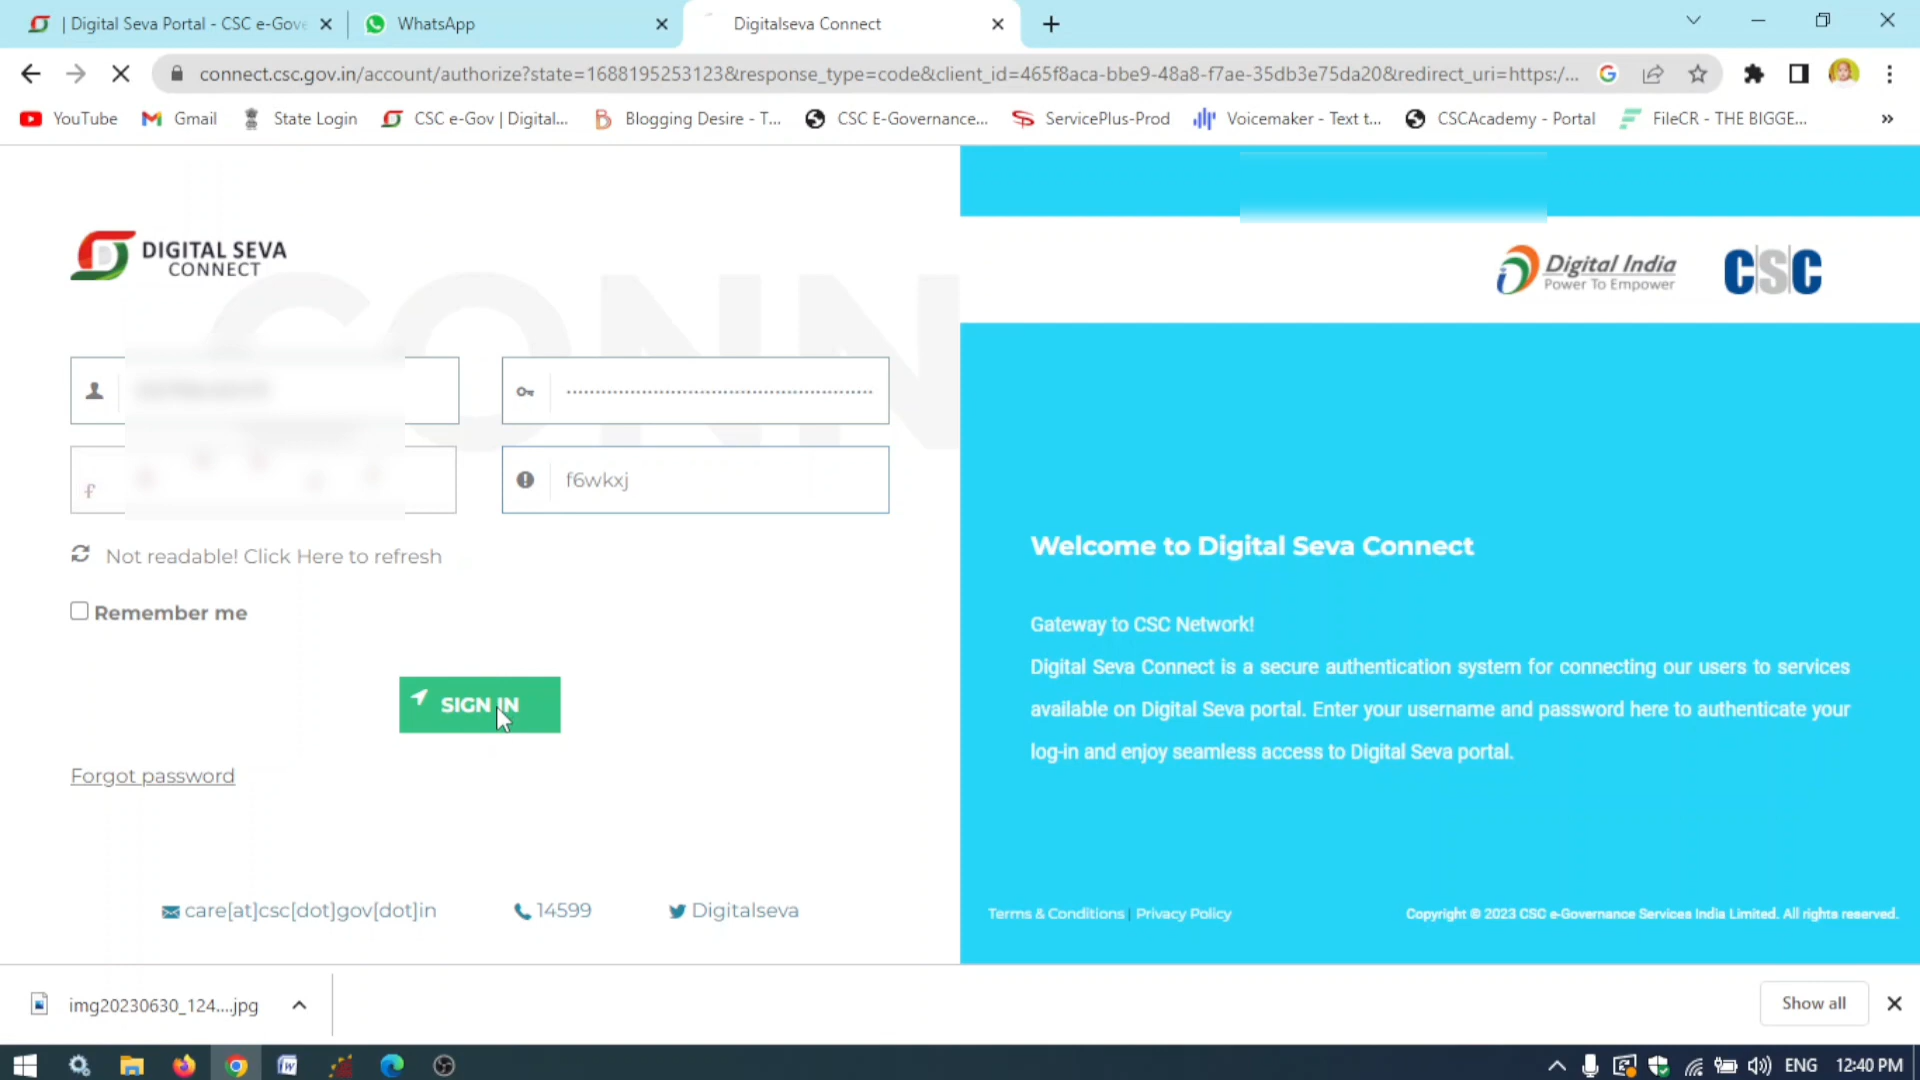 | Digital Seva Portal - CSC e-Gove
WhatsApp
Digitalseva Connect
connect.csc.gov.in/account/authorize?state=1688195253123&response_type=code&client_id=465f8aca-bbe9-48a8-f7ae-35db3e75da20&redirect_uri=https:/...
YouTube
Gmail
State Login
CSC e-Gov | Digital...
Blogging Desire - T...
CSC E-Governance...
ServicePlus-Prod
Voicemaker - Text t...
CSCAcademy - Portal
FileCR - THE BIGGE...
»
CONN
DIGITAL SEVA
CONNECT
Digital India
Power To Empower
CSC
f
f6wkxj
Not readable! Click Here to refresh
Remember me
SIGN IN
Forgot password
care[at]csc[dot]gov[dot]in
14599
Digitalseva
Welcome to Digital Seva Connect
Gateway to CSC Network!
Digital Seva Connect is a secure authentication system for connecting our users to services
available on Digital Seva portal. Enter your username and password here to authenticate your
log-in and enjoy seamless access to Digital Seva portal.
Terms & Conditions | Privacy Policy
Copyright © 2023 CSC e-Governance Services India Limited. All rights reserved.
img20230630_124....jpg
Show all
ENG
12:40 PM